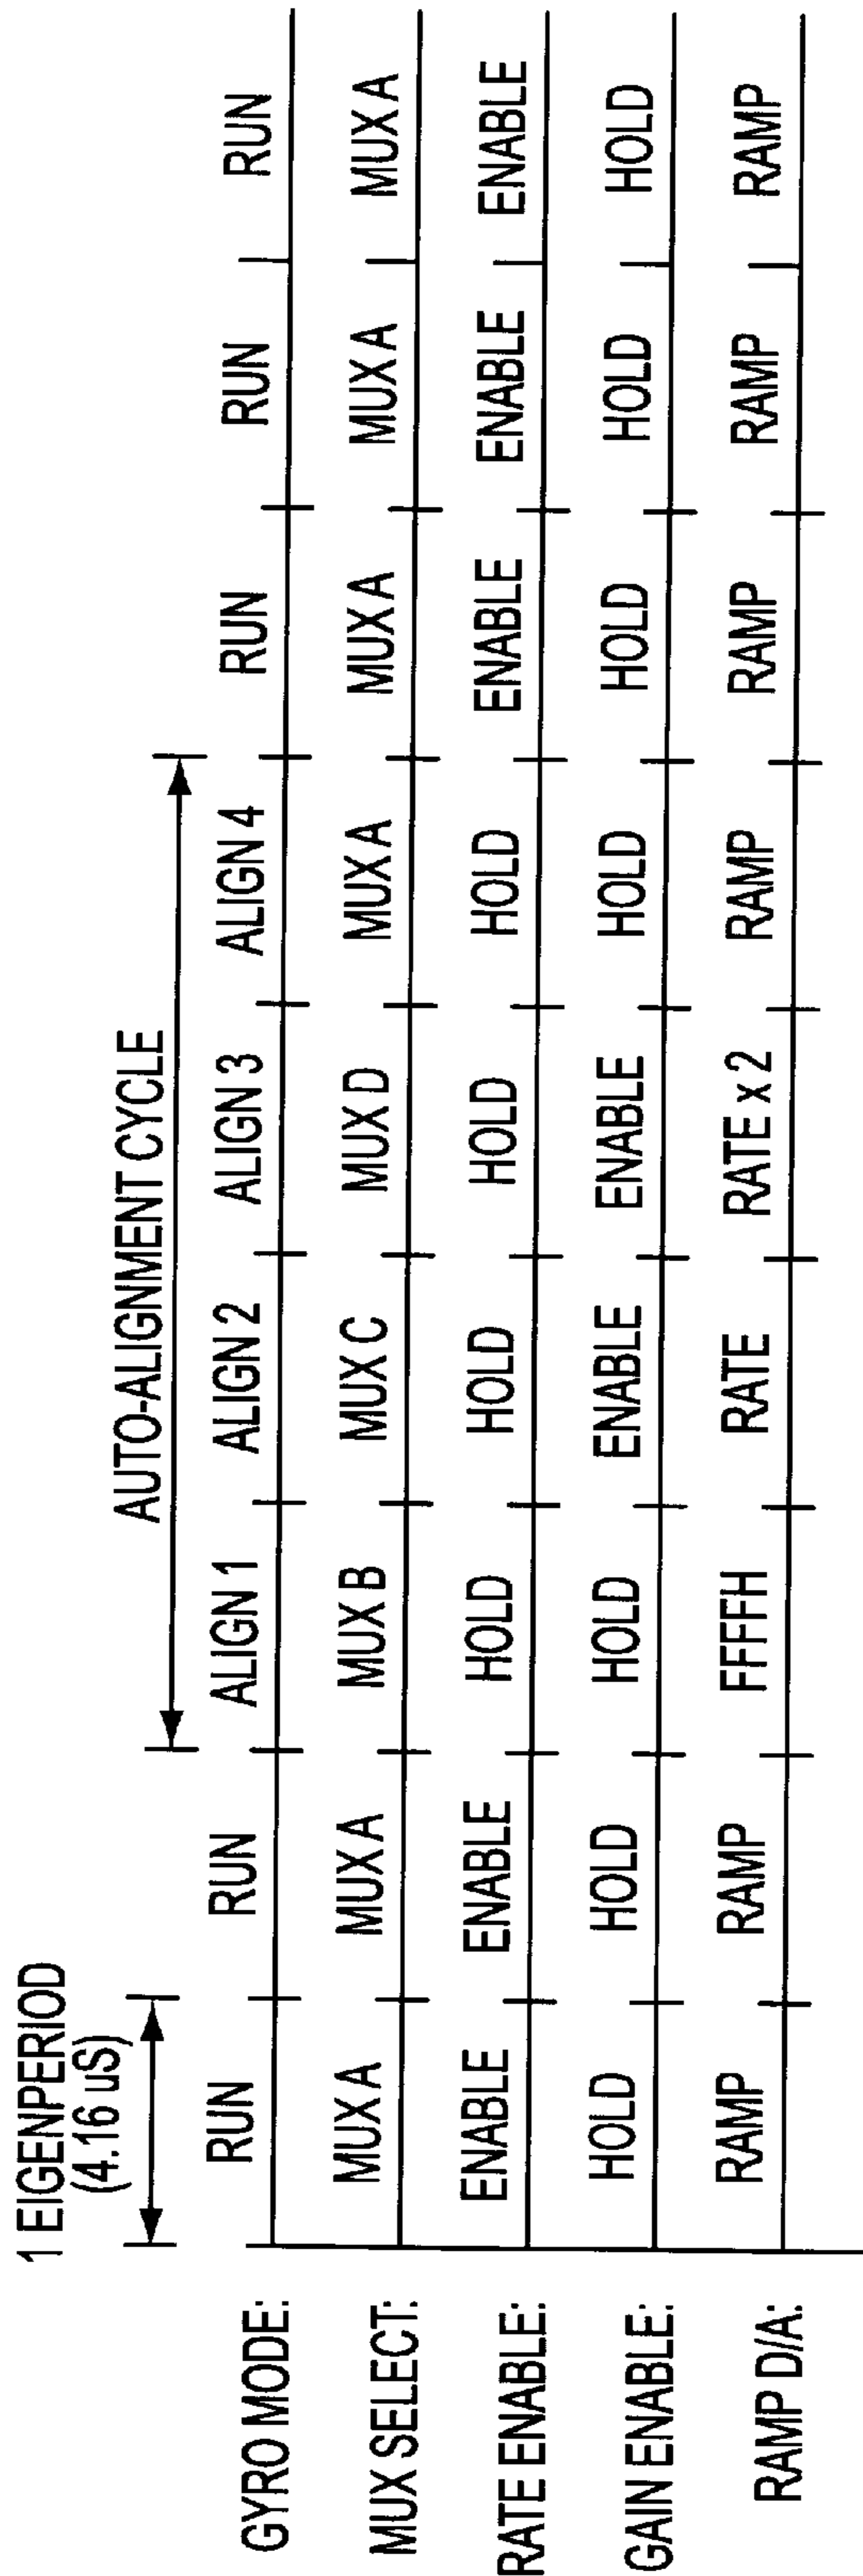 1 EIGENPERIOD
(4.16 uS)
AUTO-ALIGNMENT CYCLE
GYRO MODE: RUN RUN ALIGN 1 ALIGN 2 ALIGN 3 ALIGN 4 RUN RUN RUN
MUX SELECT: MUX A MUX A MUX B MUX C MUX D MUX A MUX A MUX A MUX A
RATE ENABLE: ENABLE ENABLE HOLD HOLD HOLD HOLD ENABLE ENABLE ENABLE
GAIN ENABLE: HOLD HOLD HOLD ENABLE ENABLE HOLD HOLD HOLD HOLD
RAMP D/A: RAMP RAMP FFFFH RATE RATE x 2 RAMP RAMP RAMP RAMP